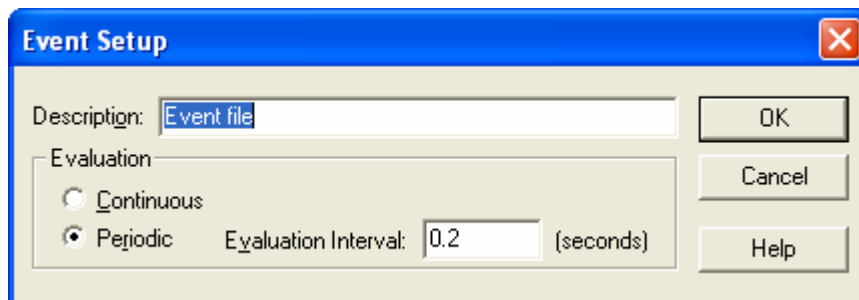 Event Setup
Description: Event file
OK
Evaluation
Cancel
Continuous
Periodic Evaluation Interval: 0.2 (seconds)
Help